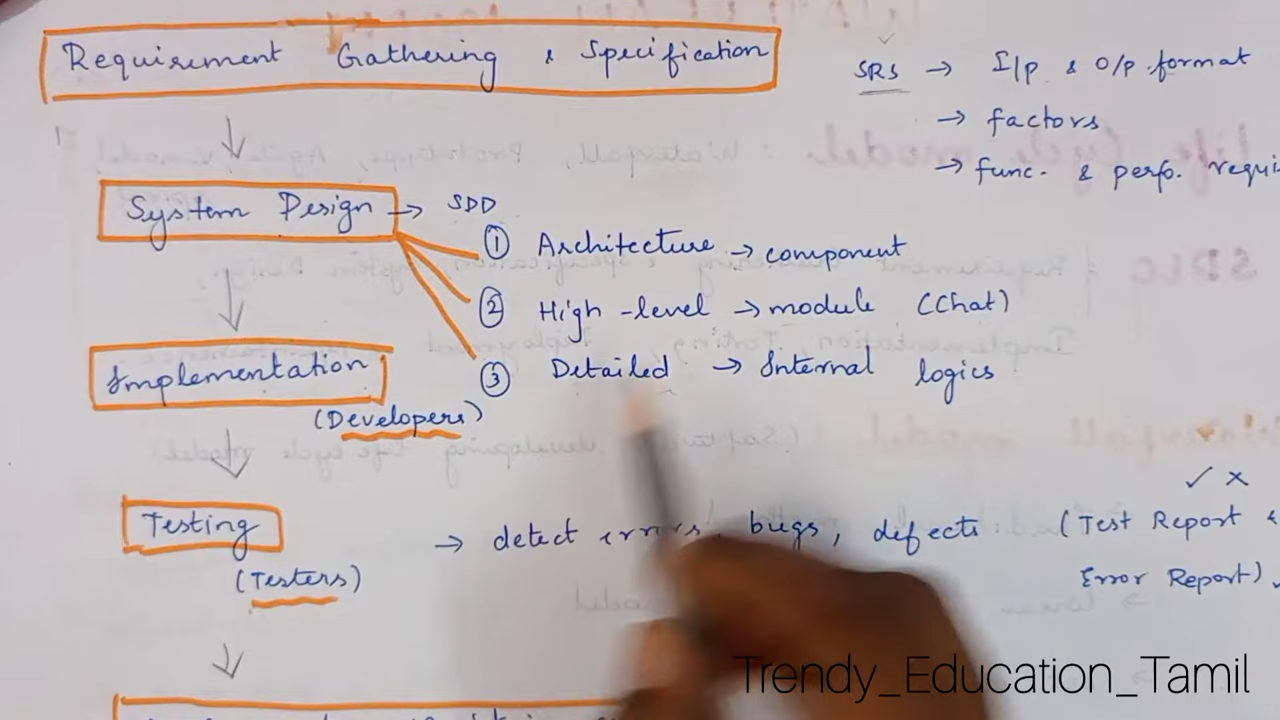 Requirement Gathering & Specification
SRS → I/p & O/p format
→ factors
→ func. & perfo.
System Design → SDD
① Architecture → component
② High-level → module (Chat)
③ Detailed → Internal logics
Implementation
(Developers)
Testing → detect errors, bugs, defects (Test Report &
Error Report)
(Testers)
Trendy_Education_Tamil